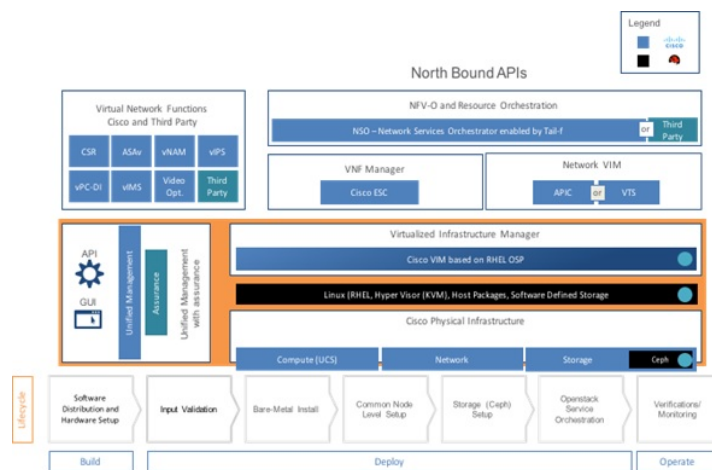 Legend
CISCO
North Bound APIs
Virtual Network Functions
Cisco and Third Party
CSR
ASAv
vNAM
vIPS
vPC-DI
vIMS
Video
Opt.
Third
Party
NFV-O and Resource Orchestration
NSO – Network Services Orchestrator enabled by Tail-f
or
Third
Party
VNF Manager
Cisco ESC
Network VIM
APIC
or
VTS
API
GUI
Unified Management
Assurance
Unified Management
with assurance
Virtualized Infrastructure Manager
Cisco VIM based on RHEL OSP
Linux (RHEL, Hyper Visor (KVM), Host Packages, Software Defined Storage
Cisco Physical Infrastructure
Compute (UCS)
Network
Storage
Ceph
Lifecycle
Software
Distribution and
Hardware Setup
Input Validation
Bare-Metal Install
Common Node
Level Setup
Storage (Ceph)
Setup
Openstack
Service
Orchestration
Verifications/
Monitoring
Build
Deploy
Operate